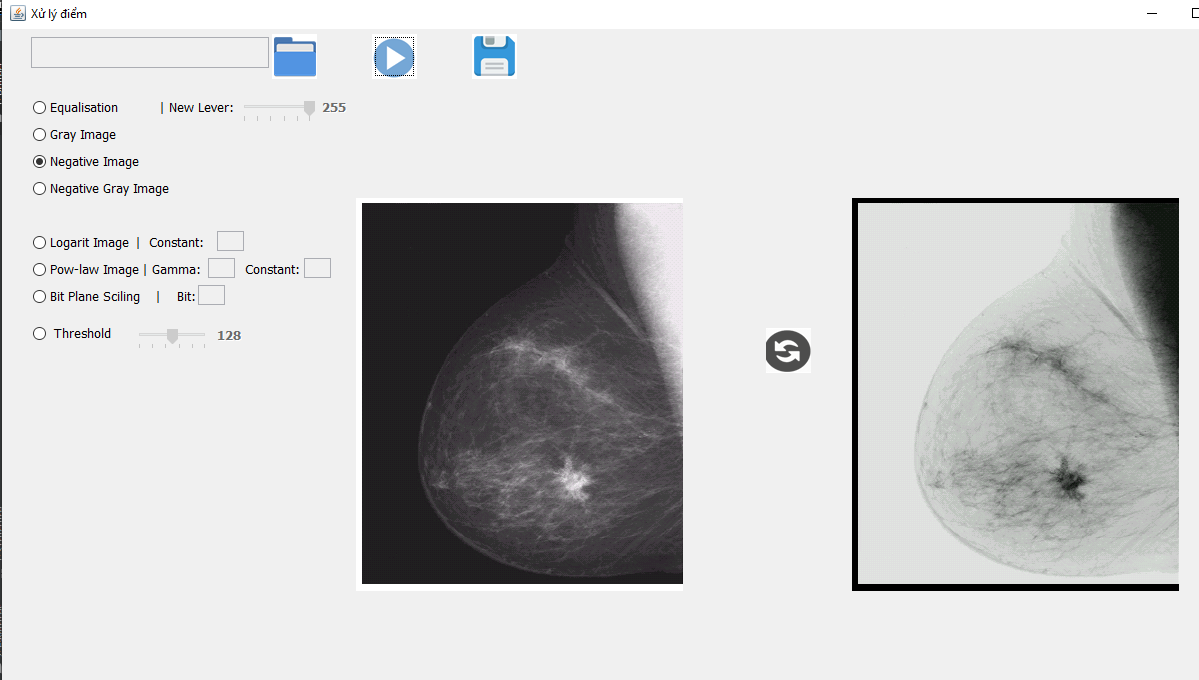 Xử lý điểm
Equalisation | New Lever: 255
Gray Image
Negative Image
Negative Gray Image
Logarit Image | Constant:
Pow-law Image | Gamma: Constant:
Bit Plane Sciling | Bit:
Threshold 128